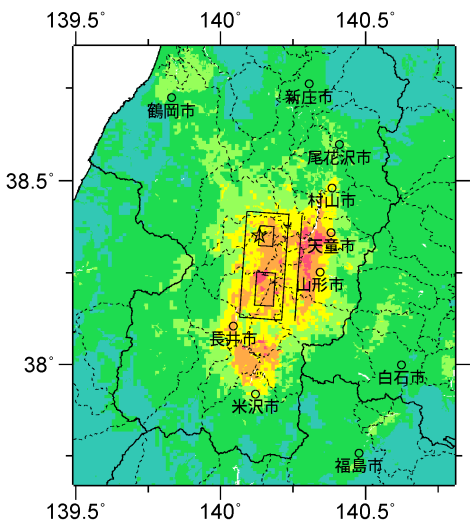 139.5° 140° 140.5°
新庄市
鶴岡市
尾花沢市
38.5°
村山市
天童市
山形市
長井市
38°
白石市
米沢市
福島市
139.5° 140° 140.5°